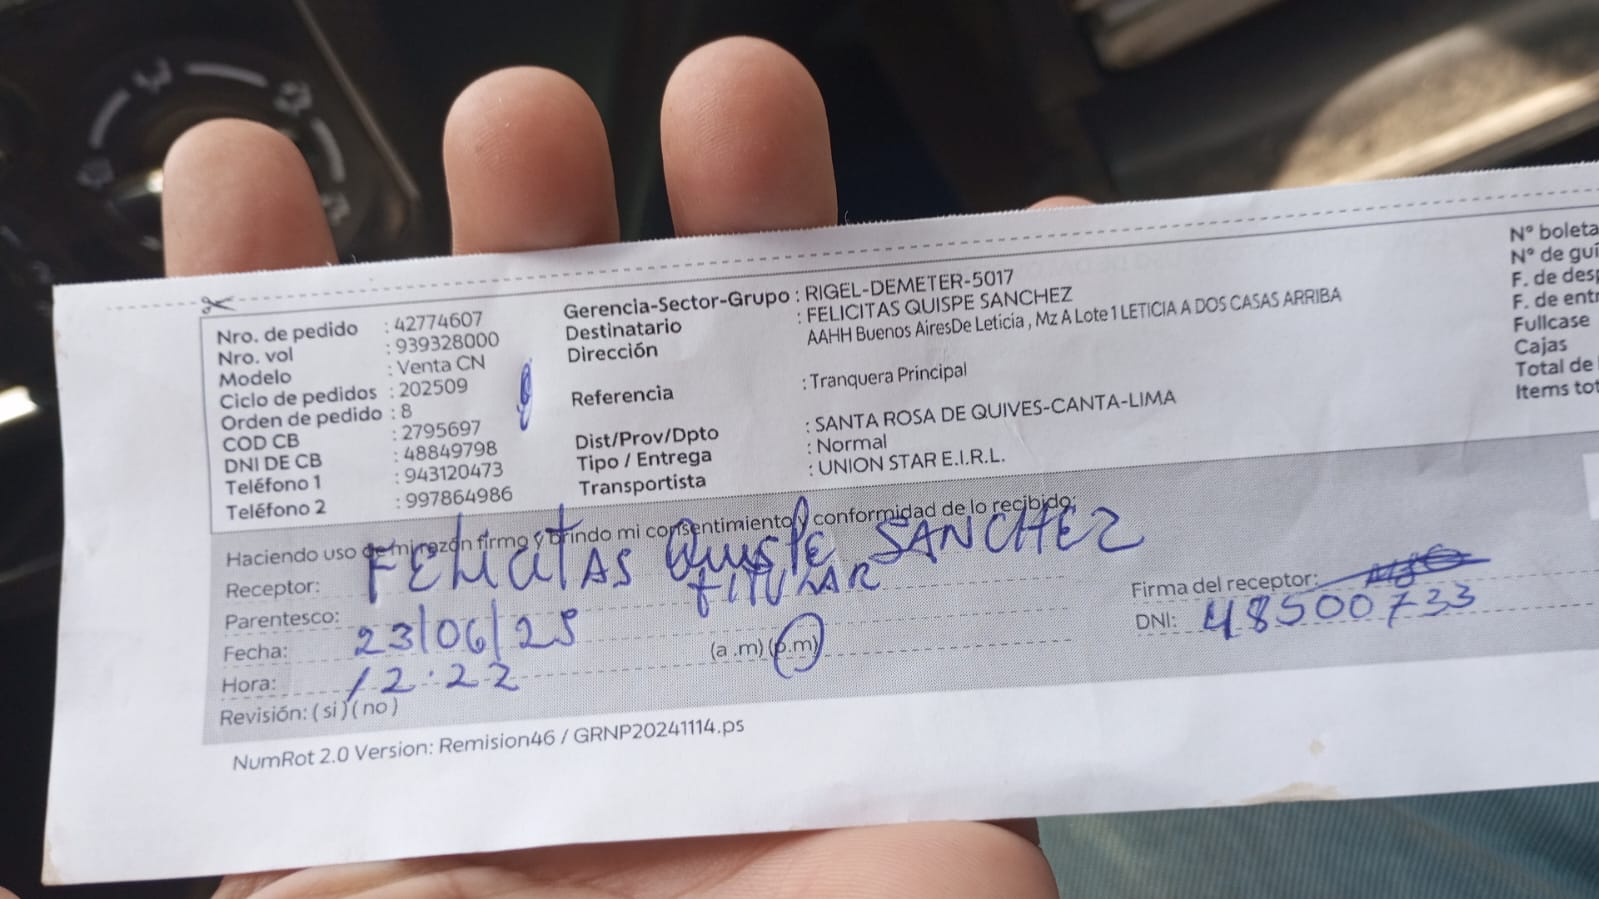 Nro. de pedido : 42774607
Nro. vol : 939328000
Modelo : Venta CN
Ciclo de pedidos : 202509
Orden de pedido : 8
COD CB : 2795697
DNI DE CB : 48849798
Teléfono 1 : 943120473
Teléfono 2 : 997864986
Gerencia-Sector-Grupo : RIGEL-DEMETER-5017
Destinatario : FELICITAS QUISPE SANCHEZ
Dirección AAHH Buenos AiresDe Leticia , Mz A Lote 1 LETICIA A DOS CASAS ARRIBA
Referencia : Tranquera Principal
Dist/Prov/Dpto : SANTA ROSA DE QUIVES-CANTA-LIMA
Tipo / Entrega : Normal
Transportista : UNION STAR E.I.R.L.
N° boleta
N° de guí
F. de desp
F. de entr
Fullcase
Cajas
Total de
Items tot
Haciendo uso de mi razón firmo y brindo mi consentimiento y conformidad de lo recibido:
Receptor: FELICITAS Quispe SANCHEZ
Parentesco: TITULAR
Fecha: 23/06/25
Hora: 12:22 (a .m) (p.m)
Revisión: ( si ) ( no )
Firma del receptor:
DNI: 48500733
NumRot 2.0 Version: Remision46 / GRNP20241114.ps